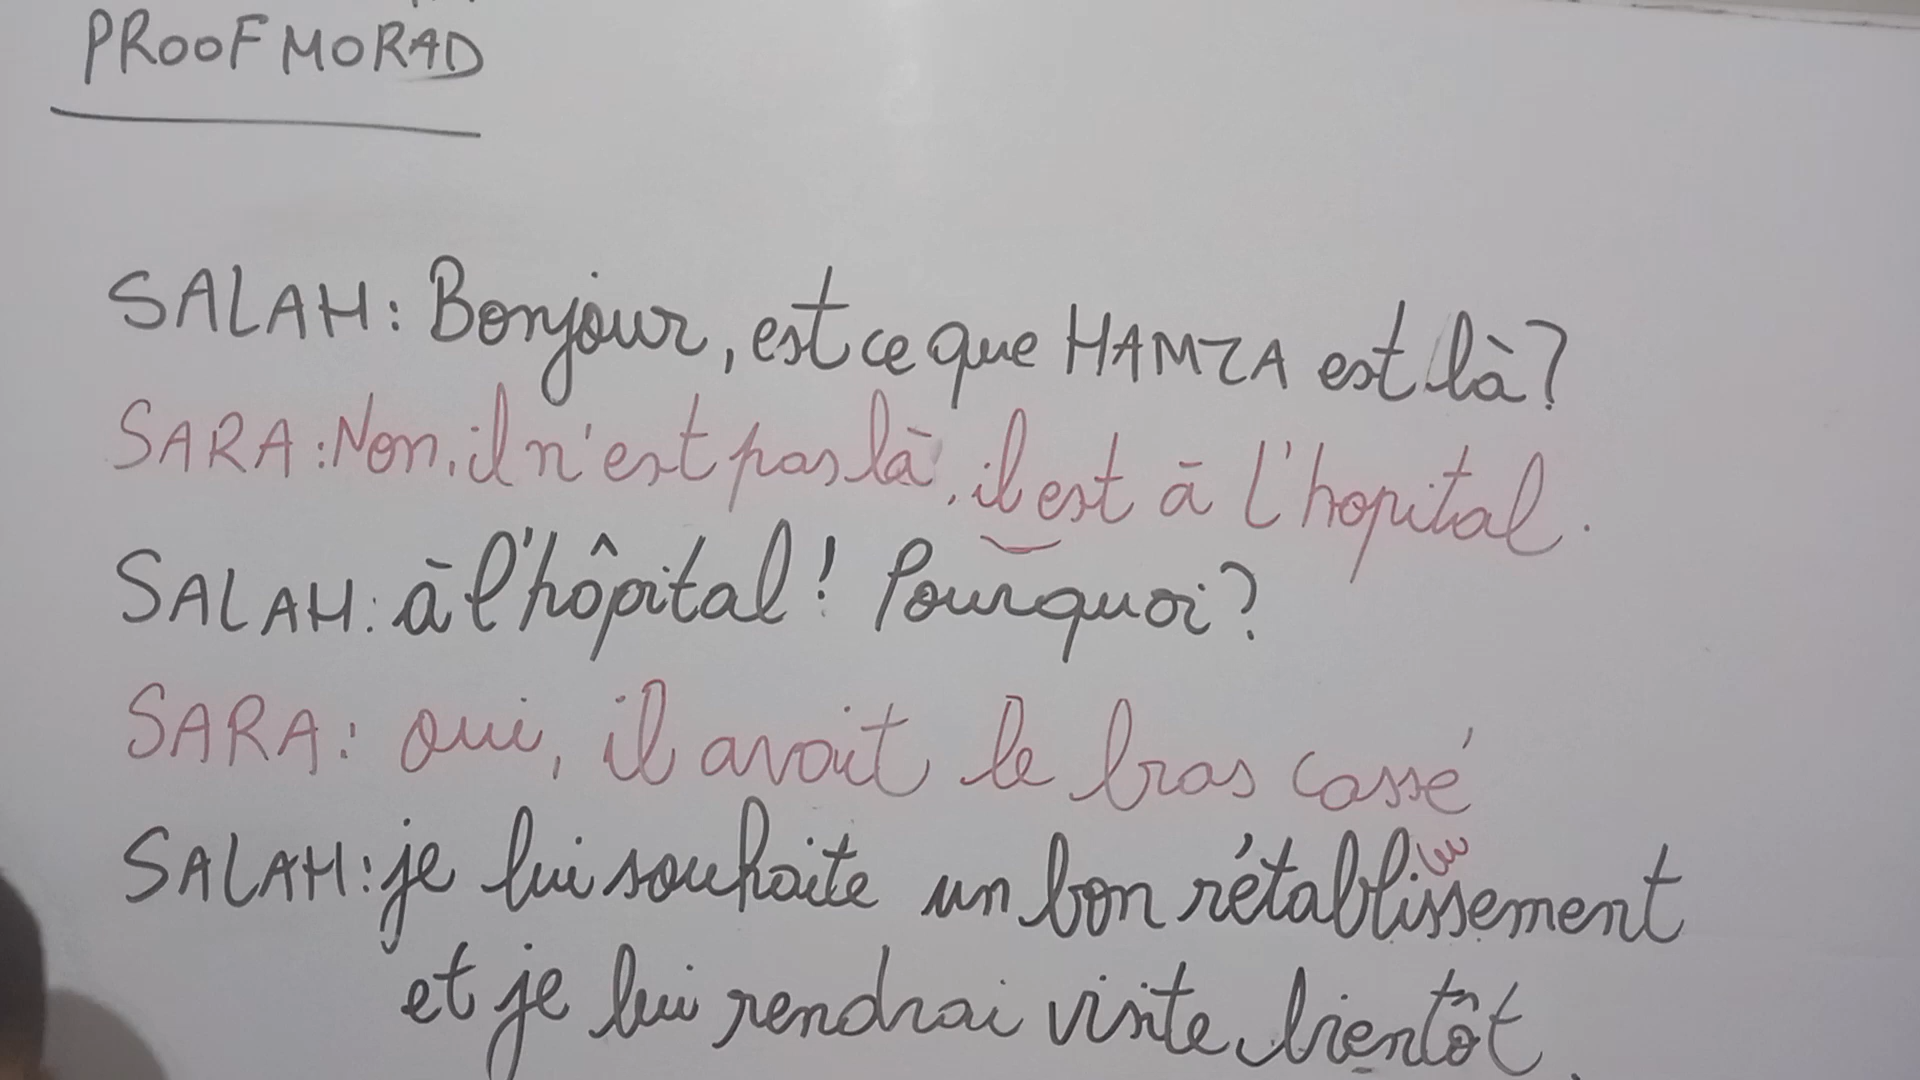 PROOF MORAD
SALAH: Bonjour, est ce que HAMZA est là?
SARA: Non, il n'est pas là, il est à l'hopital.
SALAH: à l'hôpital! Pourquoi?
SARA: oui, il avait le bras cassé
SALAH: je lui souhaite un bon rétablissement
et je lui rendrai visite bientôt.